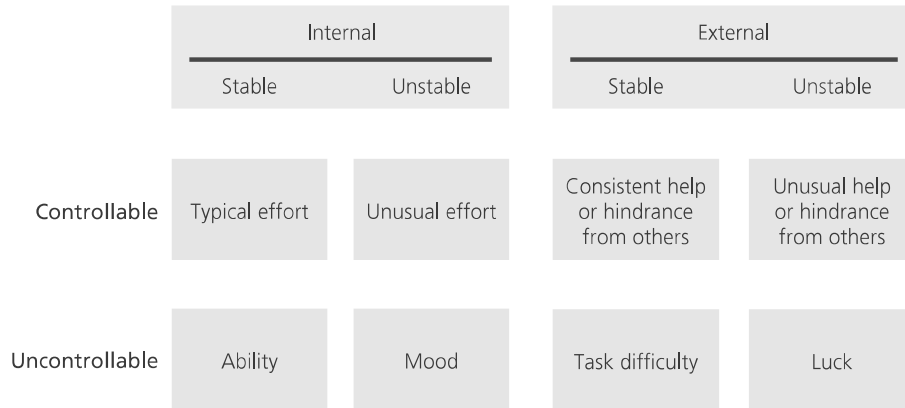 Internal
External
Stable
Unstable
Stable
Unstable
Controllable
Typical effort
Unusual effort
Consistent help
or hindrance
from others
Unusual help
or hindrance
from others
Uncontrollable
Ability
Mood
Task difficulty
Luck